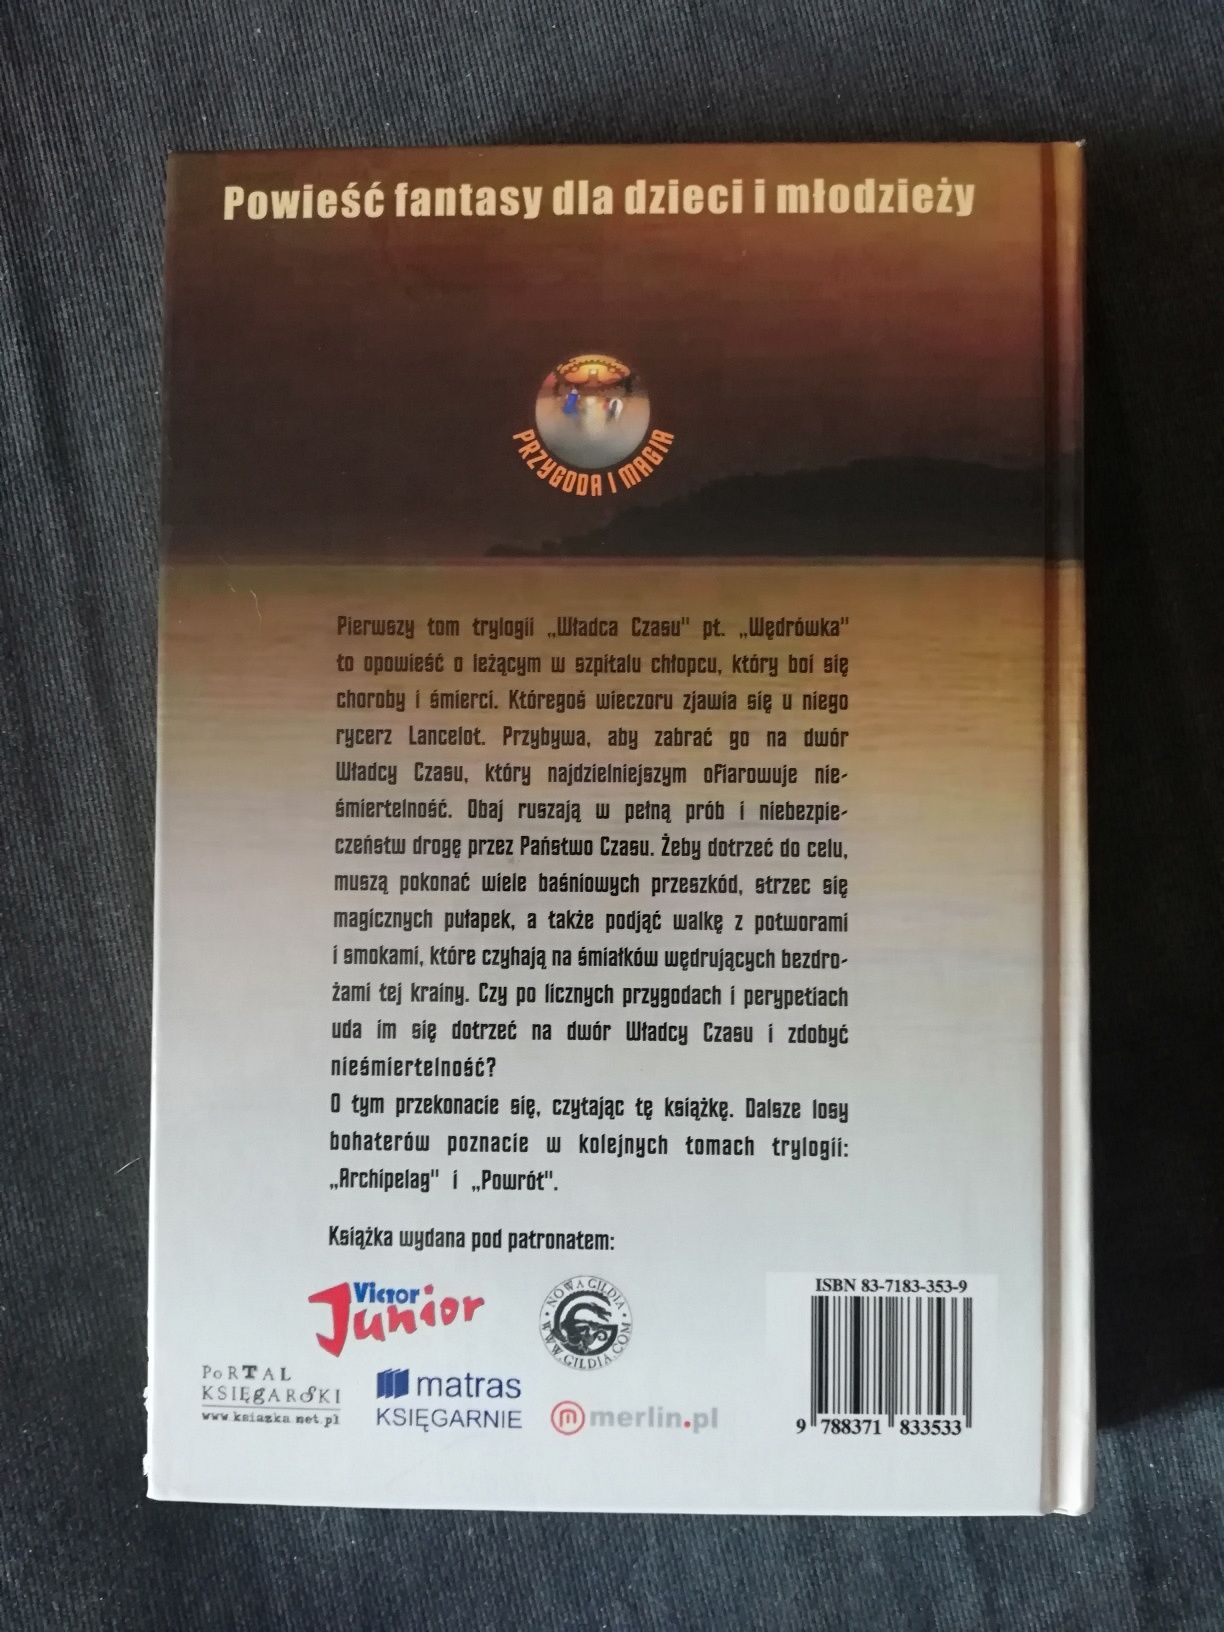 Powieść fantasy dla dzieci i młodzieży
PRZYGODA I MAGIA
Pierwszy tom trylogii „Władca Czasu" pt. „Wędrówka"
to opowieść o leżącym w szpitalu chłopcu, który boi się
choroby i śmierci. Któregoś wieczoru zjawia się u niego
rycerz Lancelot. Przybywa, aby zabrać go na dwór
Władcy Czasu, który najdzielniejszym ofiarowuje nie-
śmiertelność. Obaj ruszają w pełną prób i niebezpie-
czeństw drogę przez Państwo Czasu. Żeby dotrzeć do celu,
muszą pokonać wiele baśniowych przeszkód, strzec się
magicznych pułapek, a także podjąć walkę z potworami
i smokami, które czyhają na śmiałków wędrujących bezdro-
żami tej krainy. Czy po licznych przygodach i perypetiach
uda im się dotrzeć na dwór Władcy Czasu i zdobyć
nieśmiertelność?
O tym przekonacie się, czytając tę książkę. Dalsze losy
bohaterów poznacie w kolejnych tomach trylogii:
„Archipelag" i „Powrót".
Książka wydana pod patronatem:
Victor
Junior
NOWA GILDIA
WWW.GILDIA.COM
PoRTAL
KSIĘGARSKI
www.ksiazka.net.pl
matras
KSIĘGARNIE
m merlin.pl
ISBN 83-7183-353-9
9 788371 833533